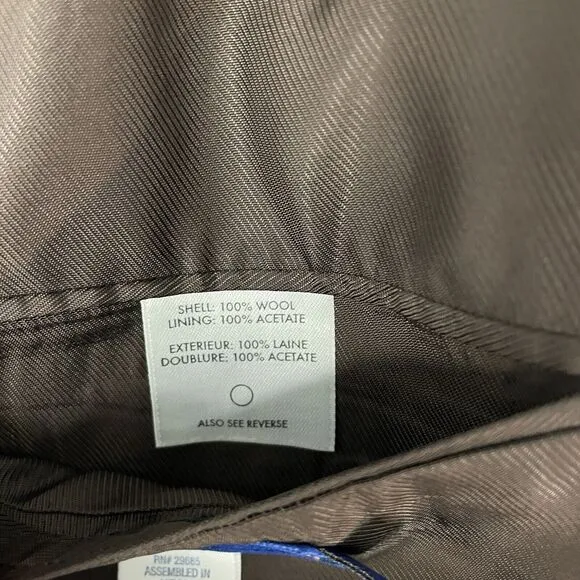 SHELL: 100% WOOL
LINING: 100% ACETATE
EXTERIEUR: 100% LAINE
DOUBLURE: 100% ACETATE
ALSO SEE REVERSE
RN# 29685
ASSEMBLED IN